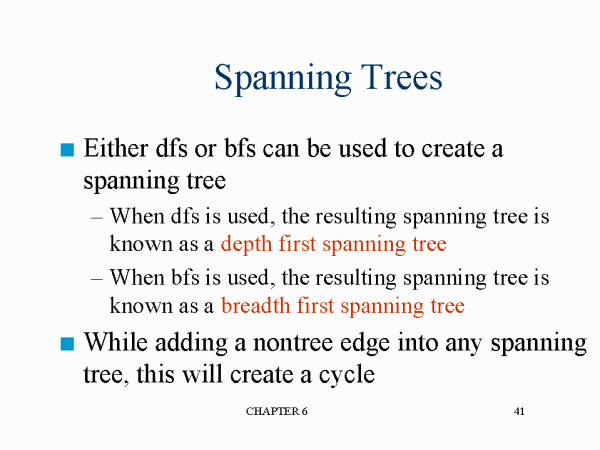 Spanning Trees
Either dfs or bfs can be used to create a
spanning tree
– When dfs is used, the resulting spanning tree is
known as a depth first spanning tree
– When bfs is used, the resulting spanning tree is
known as a breadth first spanning tree
While adding a nontree edge into any spanning
tree, this will create a cycle
CHAPTER 6
41